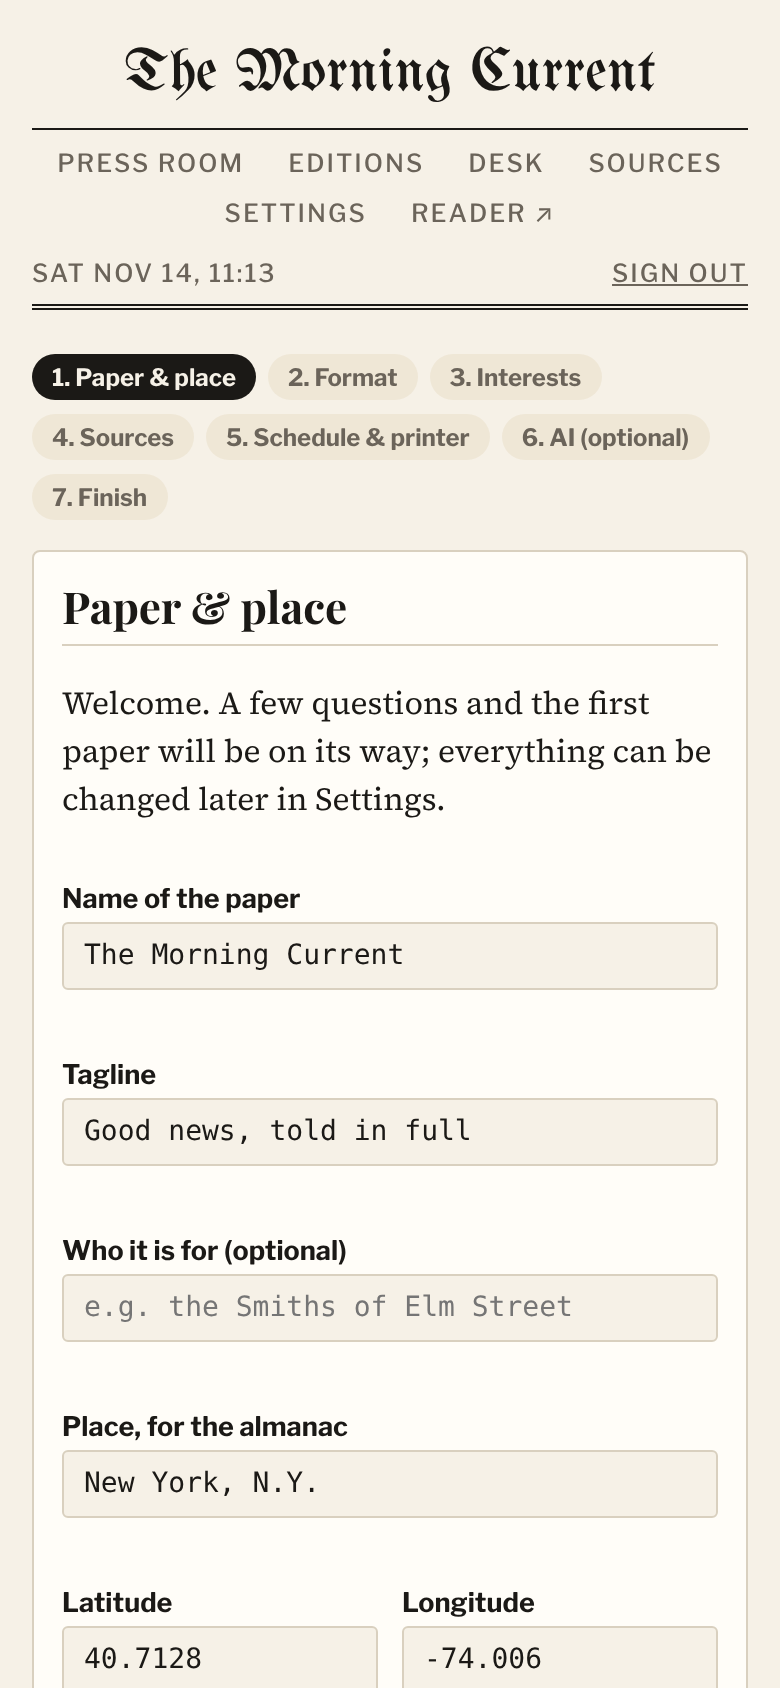 The Morning Current
PRESS ROOM EDITIONS DESK SOURCES
SETTINGS READER ↗
SAT NOV 14, 11:13 SIGN OUT
1. Paper & place 2. Format 3. Interests
4. Sources 5. Schedule & printer 6. AI (optional)
7. Finish
Paper & place
Welcome. A few questions and the first
paper will be on its way; everything can be
changed later in Settings.
Name of the paper
The Morning Current
Tagline
Good news, told in full
Who it is for (optional)
e.g. the Smiths of Elm Street
Place, for the almanac
New York, N.Y.
Latitude Longitude
40.7128 -74.006